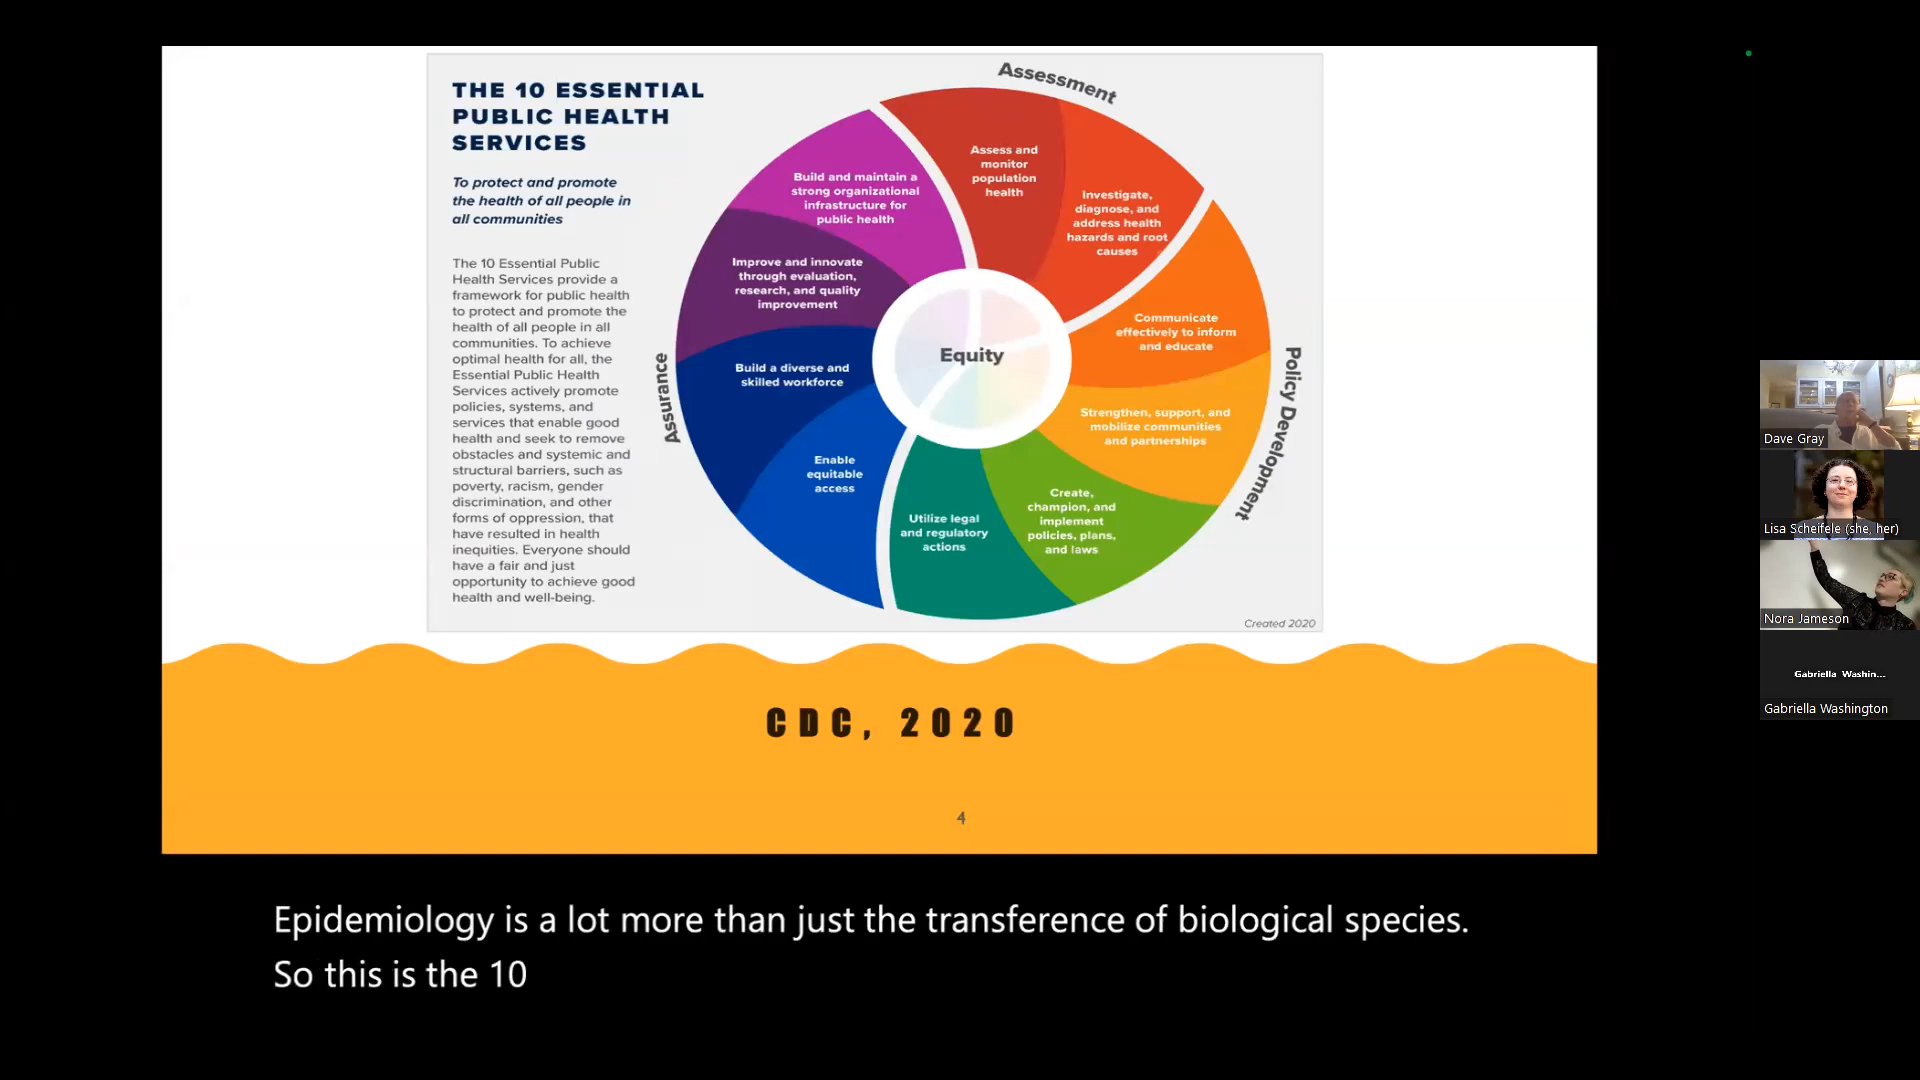 THE 10 ESSENTIAL
PUBLIC HEALTH
SERVICES
To protect and promote
the health of all people in
all communities
The 10 Essential Public
Health Services provide a
framework for public health
to protect and promote the
health of all people in all
communities. To achieve
optimal health for all, the
Essential Public Health
Services actively promote
policies, systems, and
services that enable good
health and seek to remove
obstacles and systemic and
structural barriers, such as
poverty, racism, gender
discrimination, and other
forms of oppression, that
have resulted in health
inequities. Everyone should
have a fair and just
opportunity to achieve good
health and well-being.
Assessment
Assess and
monitor
population
health
Investigate,
diagnose, and
address health
hazards and root
causes
Policy Development
Communicate
effectively to inform
and educate
Strengthen, support, and
mobilize communities
and partnerships
Create,
champion, and
implement
policies, plans,
and laws
Utilize legal
and regulatory
actions
Assurance
Enable
equitable
access
Build a diverse and
skilled workforce
Improve and innovate
through evaluation,
research, and quality
improvement
Build and maintain a
strong organizational
infrastructure for
public health
Equity
Created 2020
CDC, 2020
4
Epidemiology is a lot more than just the transference of biological species.
So this is the 10
Dave Gray
Lisa Scheifele (she, her)
Nora Jameson
Gabriella Washin...
Gabriella Washington